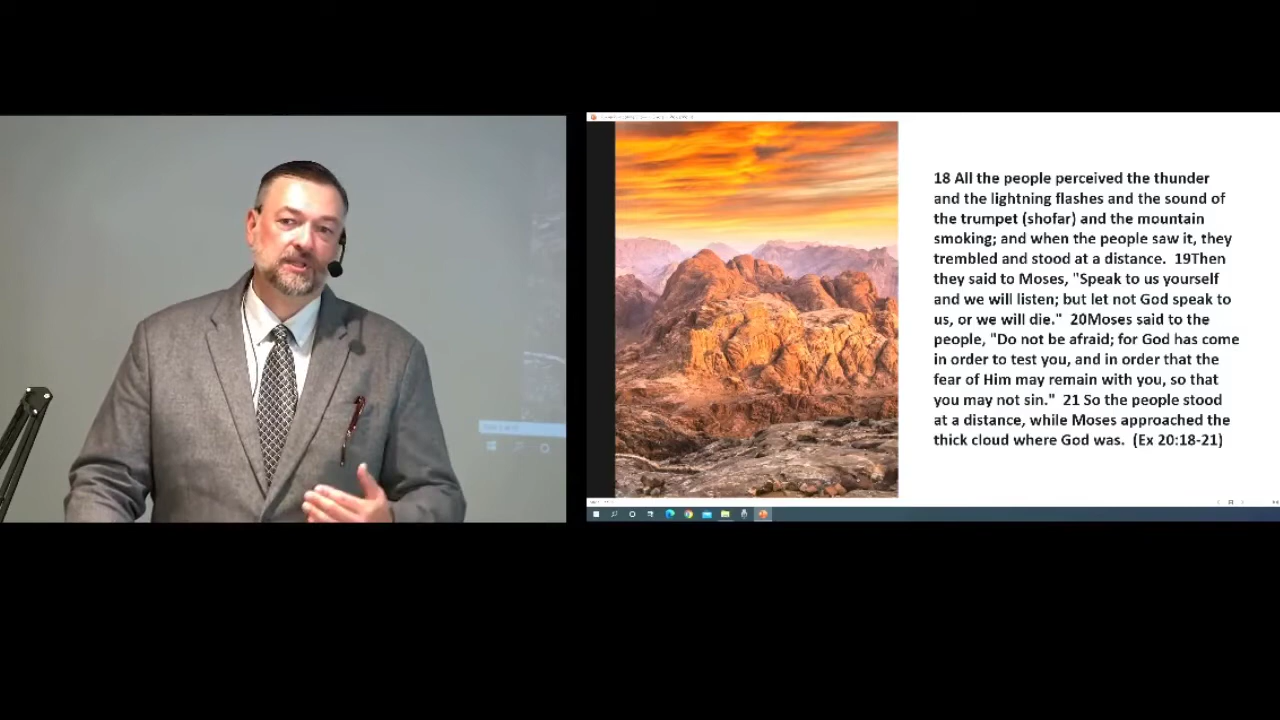 18 All the people perceived the thunder
and the lightning flashes and the sound of
the trumpet (shofar) and the mountain
smoking; and when the people saw it, they
trembled and stood at a distance.  19Then
they said to Moses, "Speak to us yourself
and we will listen; but let not God speak to
us, or we will die."  20Moses said to the
people, "Do not be afraid; for God has come
in order to test you, and in order that the
fear of Him may remain with you, so that
you may not sin."  21 So the people stood
at a distance, while Moses approached the
thick cloud where God was.  (Ex 20:18-21)